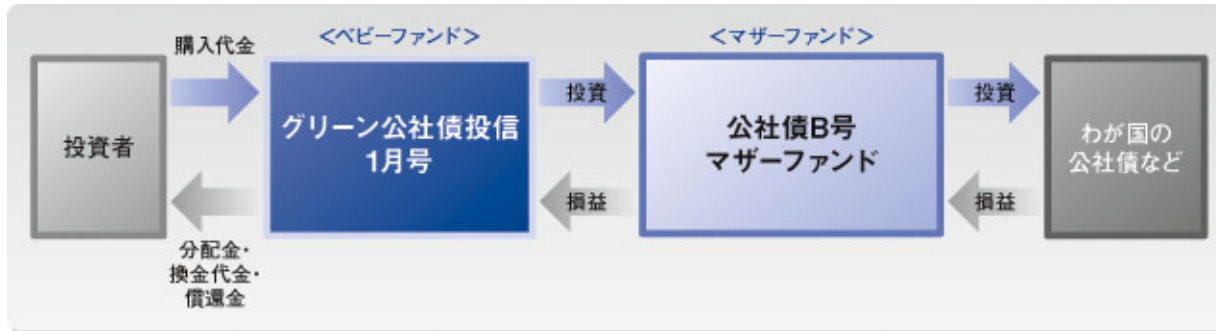 購入代金
<ベビーファンド>
<マザーファンド>
投資者
グリーン公社債投信
1月号
投資
公社債B号
マザーファンド
投資
わが国の
公社債など
損益
損益
分配金・
換金代金・
償還金